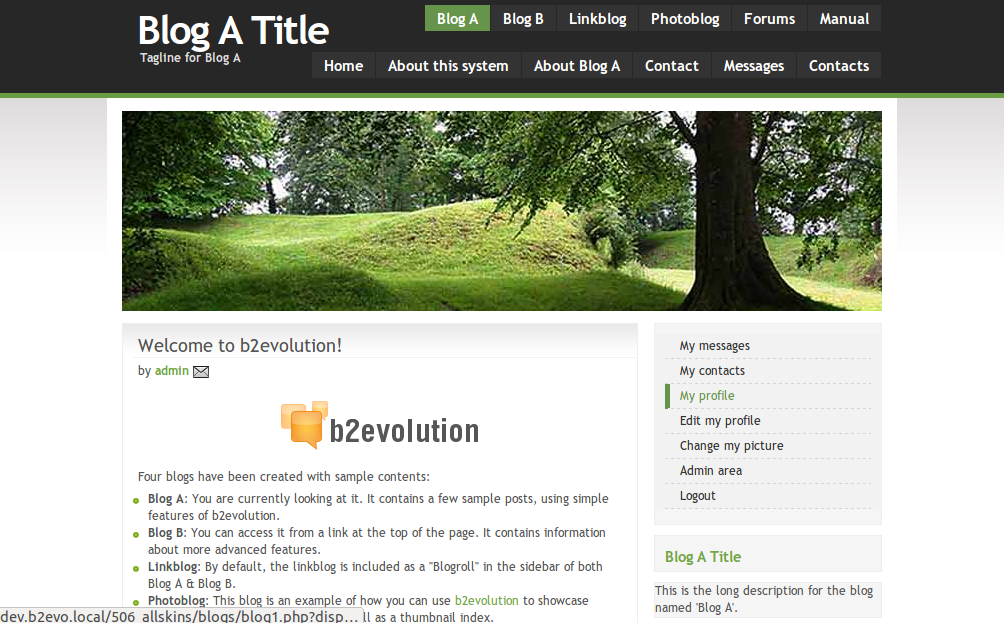 Blog A Title
Tagline for Blog A
Blog A Blog B Linkblog Photoblog Forums Manual
Home About this system About Blog A Contact Messages Contacts
Welcome to b2evolution!
by admin
b2evolution
Four blogs have been created with sample contents:
Blog A: You are currently looking at it. It contains a few sample posts, using simple
features of b2evolution.
Blog B: You can access it from a link at the top of the page. It contains information
about more advanced features.
Linkblog: By default, the linkblog is included as a "Blogroll" in the sidebar of both
Blog A & Blog B.
Photoblog: This blog is an example of how you can use b2evolution to showcase
ll as a thumbnail index.
dev.b2evo.local/506_allskins/blogs/blog1.php?disp...
My messages
My contacts
My profile
Edit my profile
Change my picture
Admin area
Logout
Blog A Title
This is the long description for the blog
named 'Blog A'.